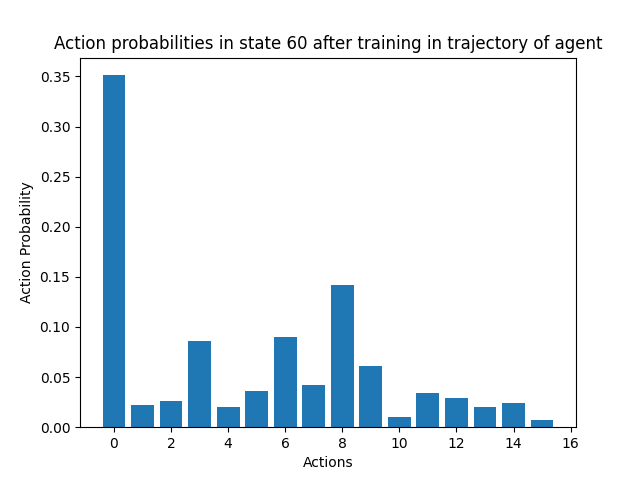 Action probabilities in state 60 after training in trajectory of agent
0.35
0.30
0.25
0.20
0.15
0.10
0.05
0.00
Action Probability
0 2 4 6 8 10 12 14 16
Actions